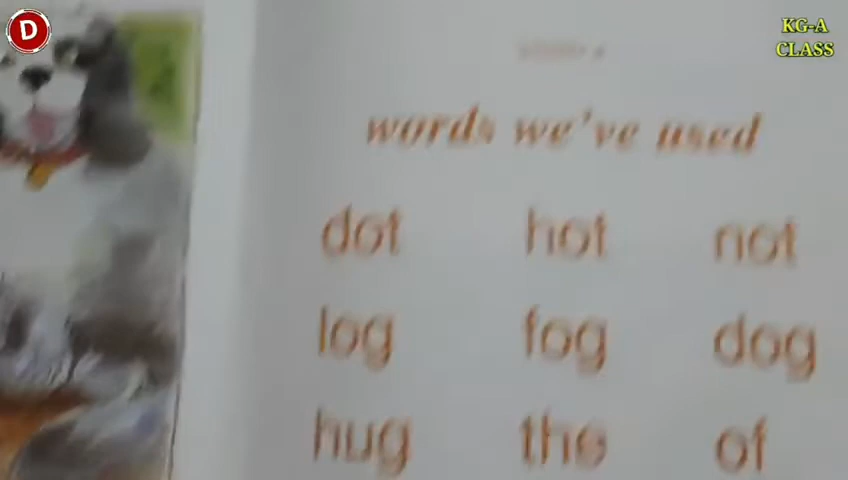 D
KG-A
CLASS
words we've used
dot hot not
log fog dog
hug the of